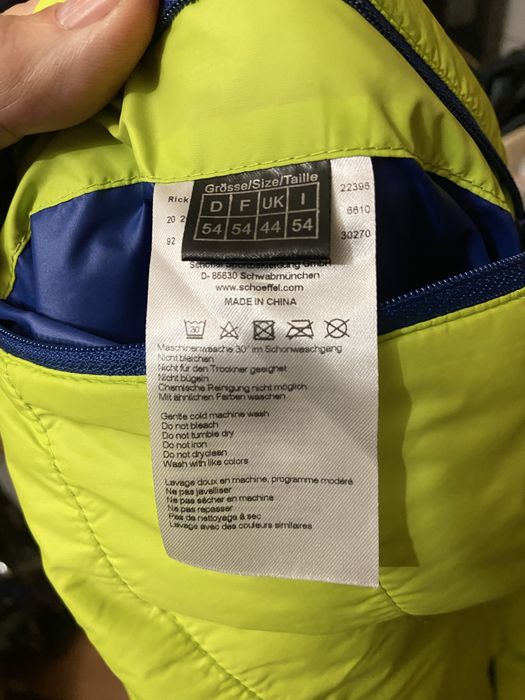 Grösse/Size/Taille
D F UK I
54 54 44 54
Rick 22396
20 6610
92 30270
D- 86830 Schwabmünchen
www.schoeffel.com
MADE IN CHINA
30
Maschinenwäsche 30° im Schonwaschgang
Nicht bleichen
Nicht für den Trockner geeignet
Nicht bügeln
Chemische Reinigung nicht möglich
Mit ähnlichen Farben waschen
Gentle cold machine wash
Do not bleach
Do not tumble dry
Do not iron
Do not dryclean
Wash with like colors
Lavage doux en machine, programme modéré
Ne pas javelliser
Ne pas sécher en machine
Ne pas repasser
Pas de nettoyage à sec
Lavage avec des couleurs similaires